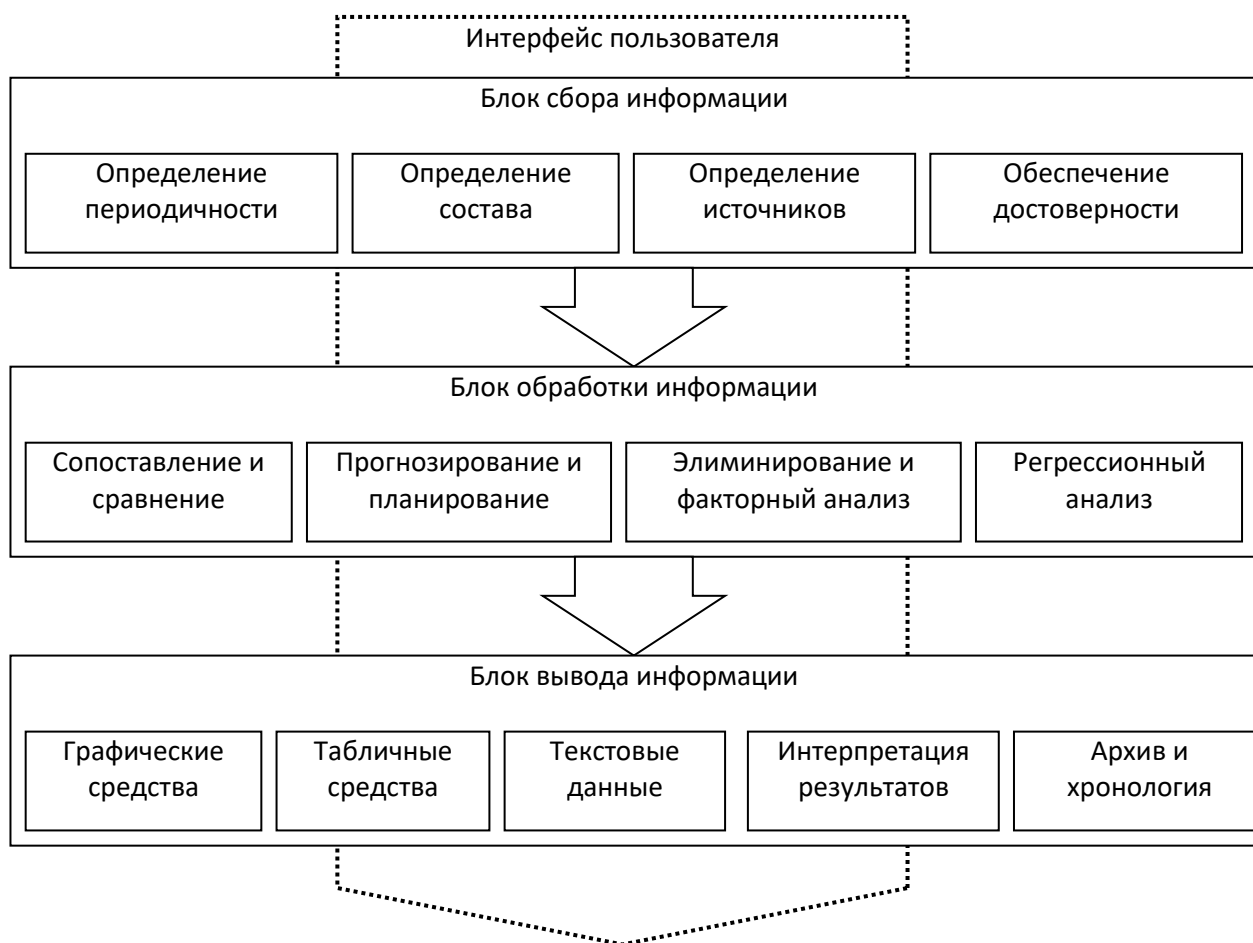 Интерфейс пользователя
Блок сбора информации
Определение
периодичности
Определение
состава
Определение
источников
Обеспечение
достоверности
Блок обработки информации
Сопоставление и
сравнение
Прогнозирование и
планирование
Элиминирование и
факторный анализ
Регрессионный
анализ
Блок вывода информации
Графические
средства
Табличные
средства
Текстовые
данные
Интерпретация
результатов
Архив и
хронология